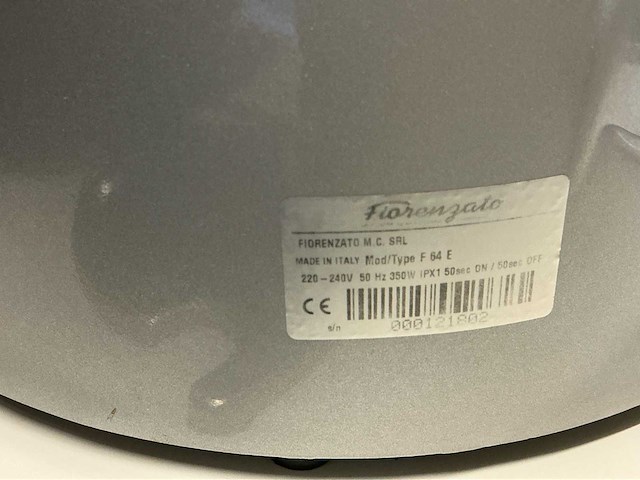 Fiorenzato
FIORENZATO M.C. SRL
MADE IN ITALY Mod/Type F 64 E
220-240V 50 Hz 350W IPX1 50sec ON / 50sec OFF
CE
s/n 000121802